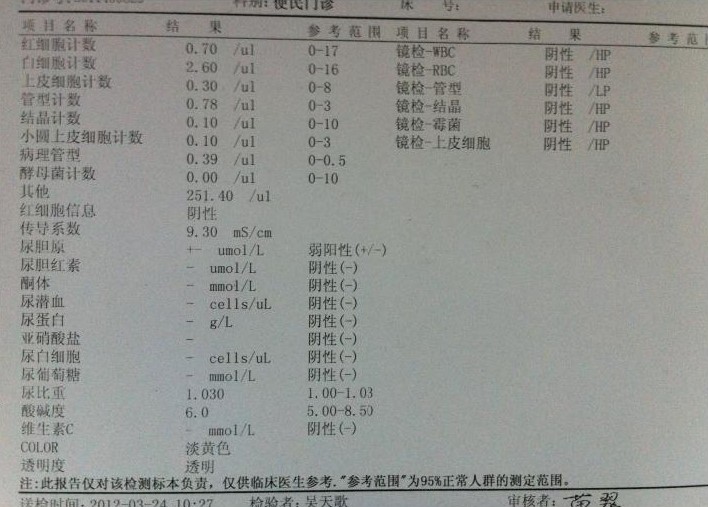 科别:便民门诊 床 号: 申请医生:
项目名称 结 果 参考范围 项目名称 结 果 参考范
红细胞计数 0.70 /ul 0-17 镜检-WBC 阴性 /HP
白细胞计数 2.60 /ul 0-16 镜检-RBC 阴性 /HP
上皮细胞计数 0.30 /ul 0-8 镜检-管型 阴性 /LP
管型计数 0.78 /ul 0-3 镜检-结晶 阴性 /HP
结晶计数 0.10 /ul 0-10 镜检-霉菌 阴性 /HP
小圆上皮细胞计数 0.10 /ul 0-3 镜检-上皮细胞 阴性 /HP
病理管型 0.39 /ul 0-0.5
酵母菌计数 0.00 /ul 0-10
其他 251.40 /ul
红细胞信息 阴性
传导系数 9.30 mS/cm
尿胆原 +- umol/L 弱阳性(+/-)
尿胆红素 - umol/L 阴性(-)
酮体 - mmol/L 阴性(-)
尿潜血 - cells/uL 阴性(-)
尿蛋白 - g/L 阴性(-)
亚硝酸盐 - 阴性(-)
尿白细胞 - cells/uL 阴性(-)
尿葡萄糖 - mmol/L 阴性(-)
尿比重 1.030 1.00-1.03
酸碱度 6.0 5.00-8.50
维生素C - mmol/L 阴性(-)
COLOR 淡黄色
透明度 透明
注:此报告仅对该检测标本负责，仅供临床医生参考."参考范围"为95%正常人群的测定范围。
送检时间:2012-03-24 10:27 检验者:吴天歌 审核者: